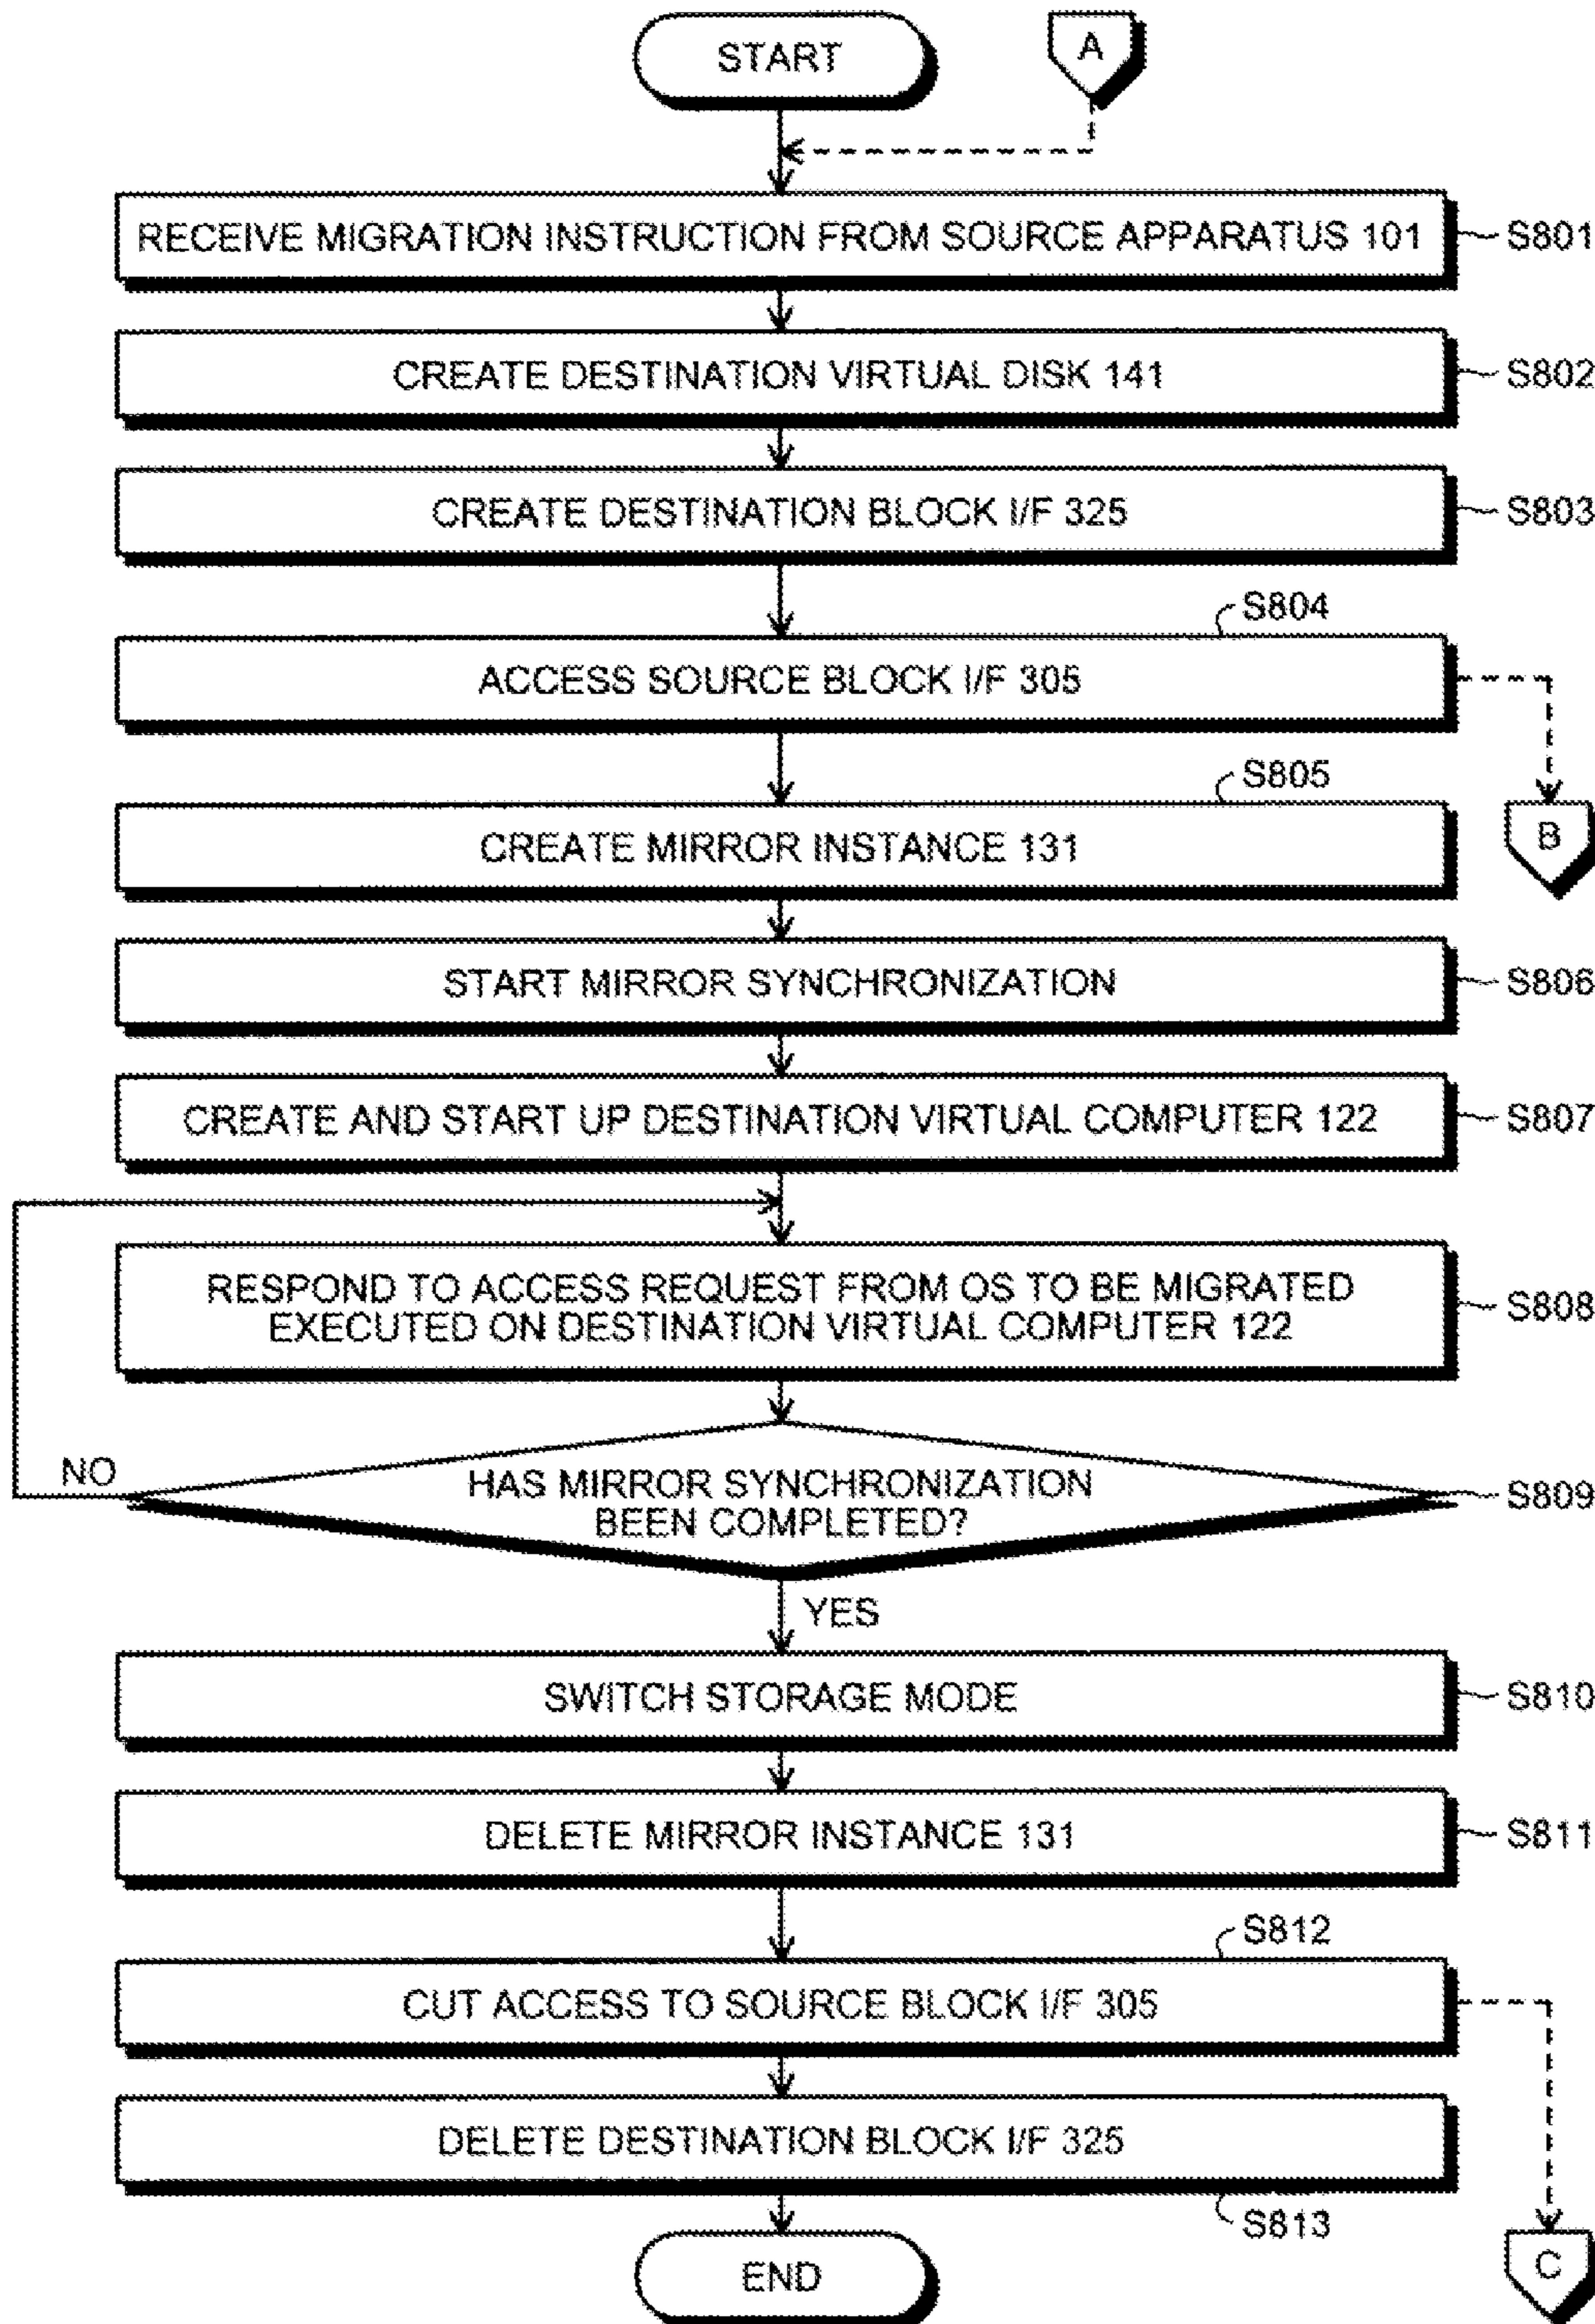 START
A
RECEIVE MIGRATION INSTRUCTION FROM SOURCE APPARATUS 101
S801
CREATE DESTINATION VIRTUAL DISK 141
S802
CREATE DESTINATION BLOCK I/F 325
S803
S804
ACCESS SOURCE BLOCK I/F 305
S805
CREATE MIRROR INSTANCE 131
B
START MIRROR SYNCHRONIZATION
S806
CREATE AND START UP DESTINATION VIRTUAL COMPUTER 122
S807
RESPOND TO ACCESS REQUEST FROM OS TO BE MIGRATED
EXECUTED ON DESTINATION VIRTUAL COMPUTER 122
S808
NO
HAS MIRROR SYNCHRONIZATION
BEEN COMPLETED?
S809
YES
SWITCH STORAGE MODE
S810
DELETE MIRROR INSTANCE 131
S811
S812
CUT ACCESS TO SOURCE BLOCK I/F 305
DELETE DESTINATION BLOCK I/F 325
S813
END
C